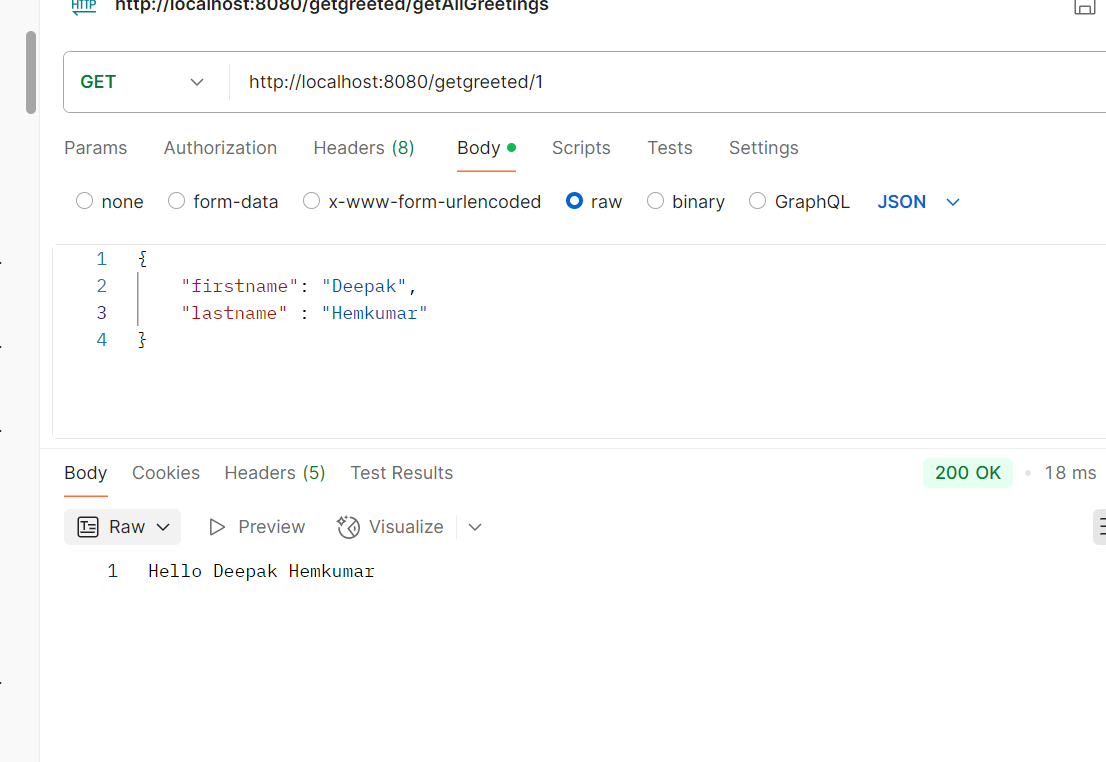 HTTP http://localhost:8080/getgreeted/getAllGreetings
GET http://localhost:8080/getgreeted/1
Params Authorization Headers (8) Body Scripts Tests Settings
none form-data x-www-form-urlencoded raw binary GraphQL JSON
1 {
2 "firstname": "Deepak",
3 "lastname" : "Hemkumar"
4 }
Body Cookies Headers (5) Test Results 200 OK • 18 ms
Raw Preview Visualize
1 Hello Deepak Hemkumar